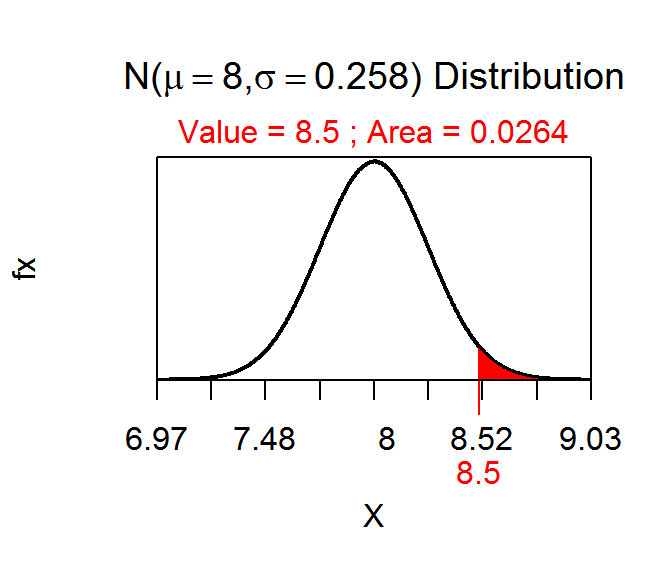 N(μ = 8,σ = 0.258) Distribution
Value = 8.5 ; Area = 0.0264
fx
6.97 7.48 8 8.52 9.03
8.5
X